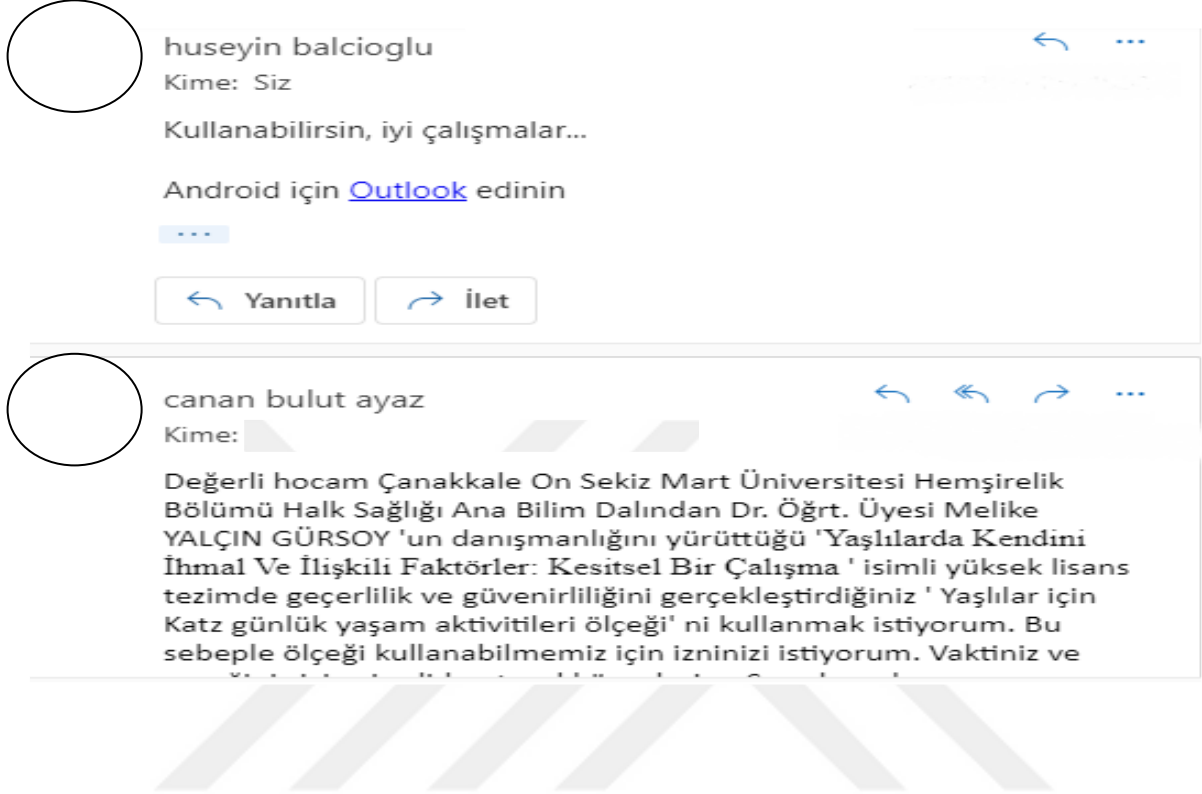 huseyin balcioglu
Kime: Siz
Kullanabilirsin, iyi çalışmalar...
Android için Outlook edinin
Yanıtla
İlet
canan bulut ayaz
Kime:
Değerli hocam Çanakkale On Sekiz Mart Üniversitesi Hemşirelik
Bölümü Halk Sağlığı Ana Bilim Dalından Dr. Öğrt. Üyesi Melike
YALÇIN GÜRSOY 'un danışmanlığını yürüttüğü 'Yaşlılarda Kendini
İhmal Ve İlişkili Faktörler: Kesitsel Bir Çalışma ' isimli yüksek lisans
tezimde geçerlilik ve güvenirliliğini gerçekleştirdiğiniz ' Yaşlılar için
Katz günlük yaşam aktivitileri ölçeği' ni kullanmak istiyorum. Bu
sebeple ölçeği kullanabilmemiz için izninizi istiyorum. Vaktiniz ve